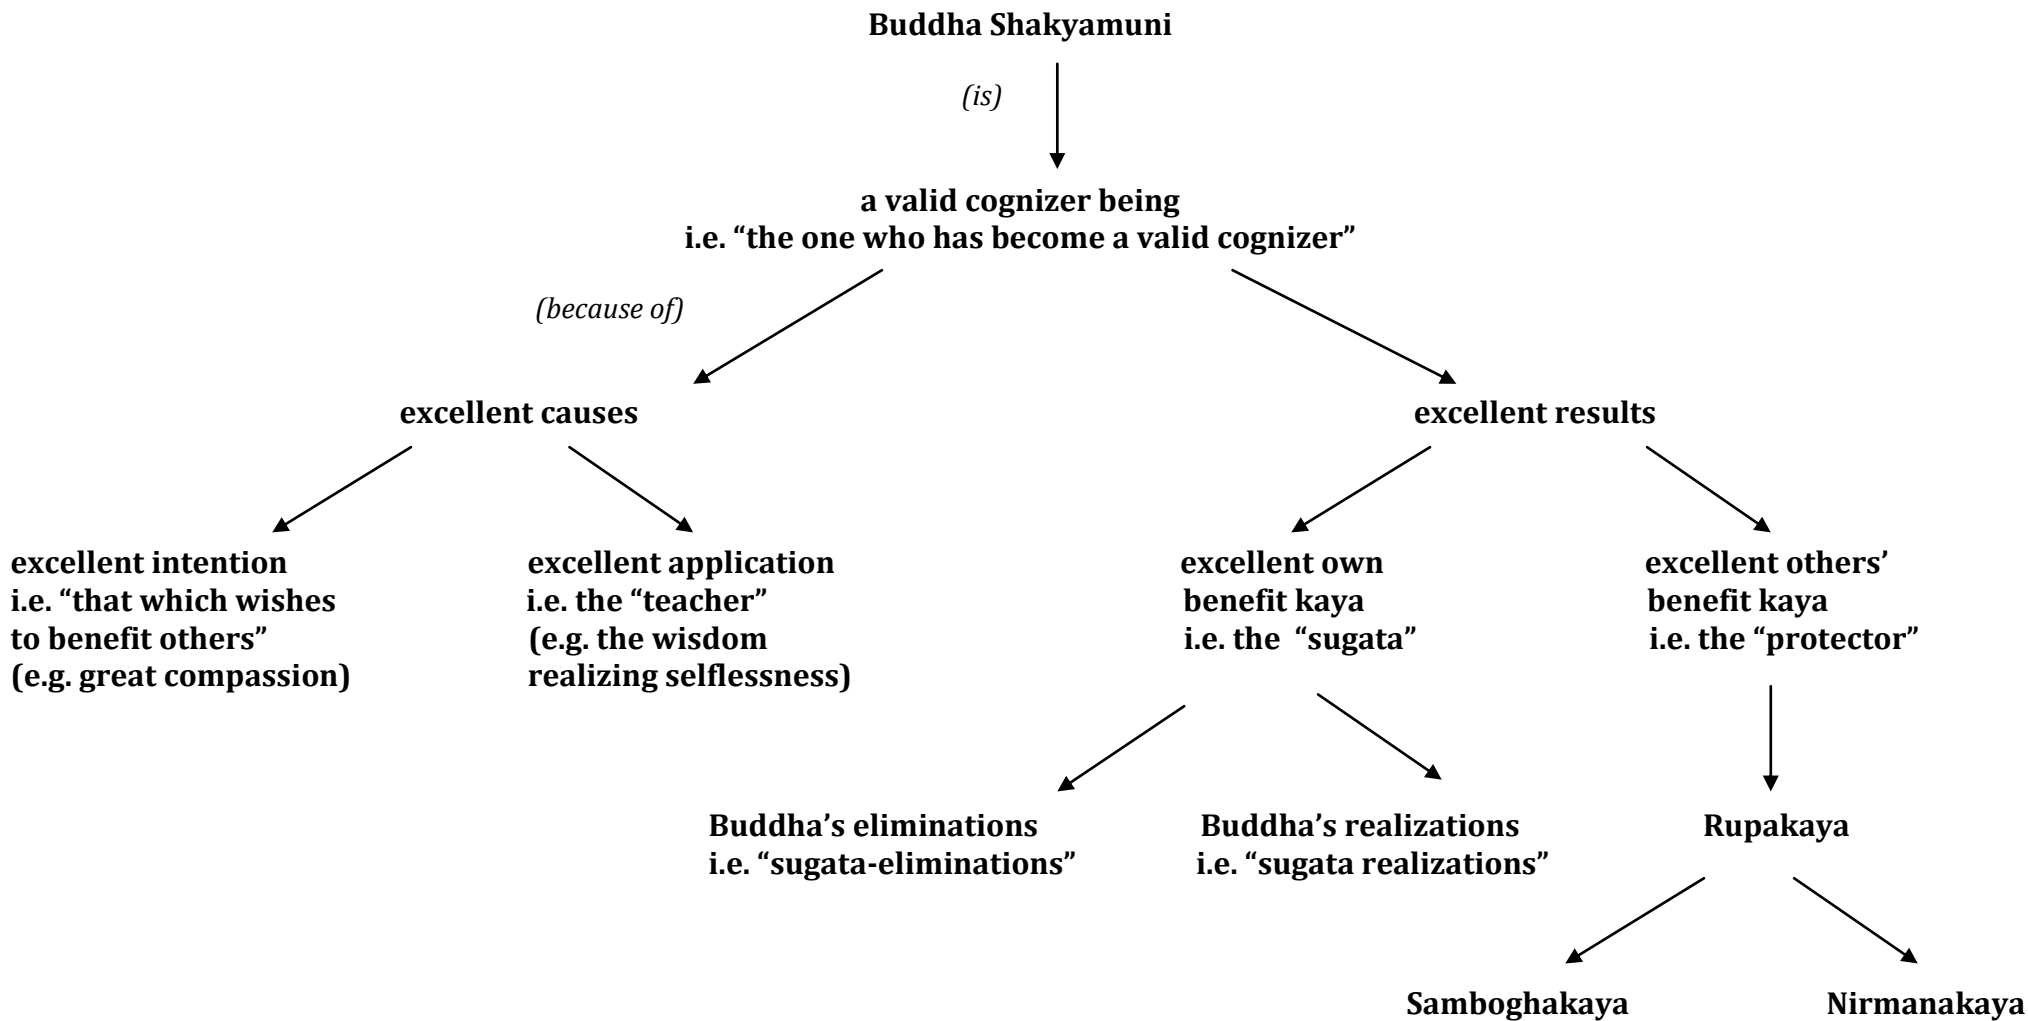 Buddha Shakyamuni
(is)
a valid cognizer being
i.e. “the one who has become a valid cognizer”
(because of)
excellent causes
excellent results
excellent intention
i.e. “that which wishes
to benefit others”
(e.g. great compassion)
excellent application
i.e. the “teacher”
(e.g. the wisdom
realizing selflessness)
excellent own
benefit kaya
i.e. the “sugata”
excellent others’
benefit kaya
i.e. the “protector”
Buddha’s eliminations
i.e. “sugata-eliminations”
Buddha’s realizations
i.e. “sugata realizations”
Rupakaya
Samboghakaya
Nirmanakaya